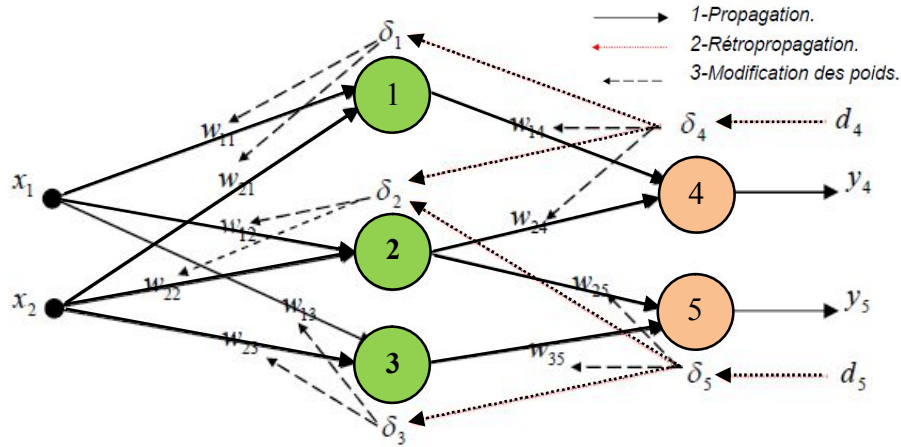 1-Propagation.
2-Rétropropagation.
3-Modification des poids.
δ₁
1
w₁₁
w₁₄
δ₄
d₄
x₁
w₂₁
δ₂
4
y₄
w₁₂
2
w₂₄
w₂₂
w₂₅
x₂
w₁₃
5
y₅
w₂₃
3
w₃₅
δ₅
d₅
δ₃